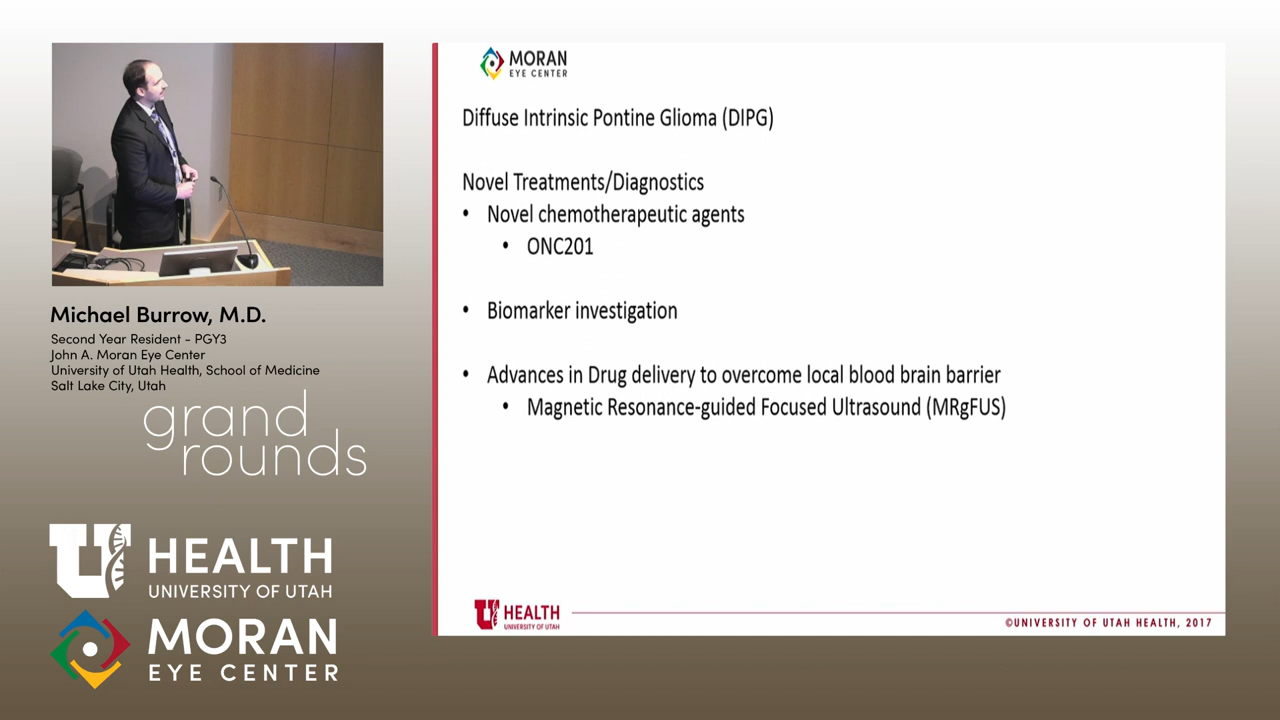 Michael Burrow, M.D.
Second Year Resident - PGY3
John A. Moran Eye Center
University of Utah Health, School of Medicine
Salt Lake City, Utah
grand
rounds
U HEALTH
UNIVERSITY OF UTAH
MORAN
EYE CENTER
MORAN
EYE CENTER
Diffuse Intrinsic Pontine Glioma (DIPG)
Novel Treatments/Diagnostics
• Novel chemotherapeutic agents
• ONC201
• Biomarker investigation
• Advances in Drug delivery to overcome local blood brain barrier
• Magnetic Resonance-guided Focused Ultrasound (MRgFUS)
U HEALTH
UNIVERSITY OF UTAH
©UNIVERSITY OF UTAH HEALTH, 2017